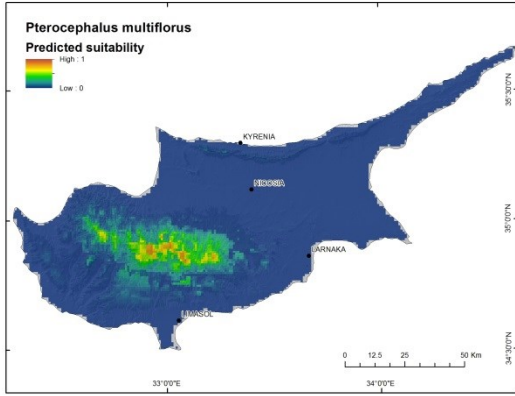 Pterocephalus multiflorus
Predicted suitability
High : 1
Low : 0
KYRENIA
NICOSIA
LARNAKA
LIMASOL
35°30'0"N
35°0'0"N
34°30'0"N
0 12.5 25 50 Km
33°0'0"E
34°0'0"E